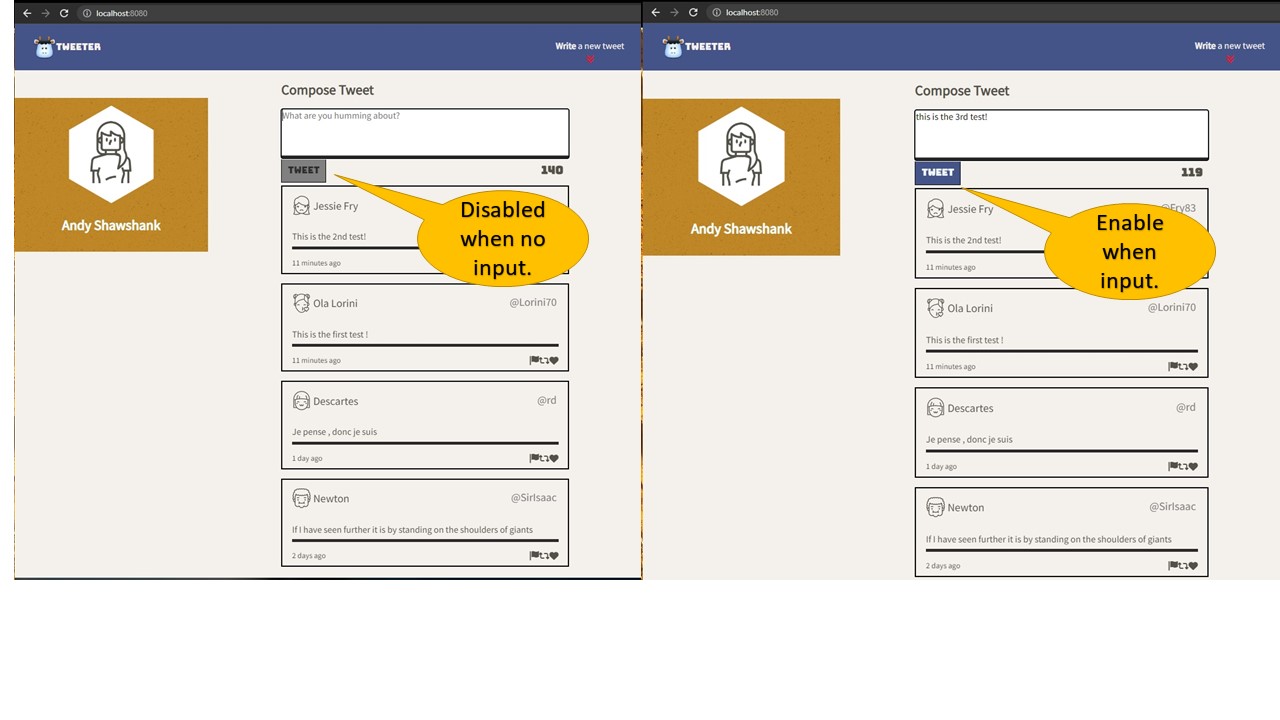 localhost:8080
TWEETER
Write a new tweet
Compose Tweet
What are you humming about?
TWEET
140
Andy Shawshank
Disabled
when no
input.
Jessie Fry
This is the 2nd test!
11 minutes ago
Ola Lorini
@Lorini70
This is the first test !
11 minutes ago
Descartes
@rd
Je pense , donc je suis
1 day ago
Newton
@SirIsaac
If I have seen further it is by standing on the shoulders of giants
2 days ago
localhost:8080
TWEETER
Write a new tweet
Compose Tweet
this is the 3rd test!
TWEET
119
Andy Shawshank
Enable
when
input.
Jessie Fry
@Fry83
This is the 2nd test!
11 minutes ago
Ola Lorini
@Lorini70
This is the first test !
11 minutes ago
Descartes
@rd
Je pense , donc je suis
1 day ago
Newton
@SirIsaac
If I have seen further it is by standing on the shoulders of giants
2 days ago